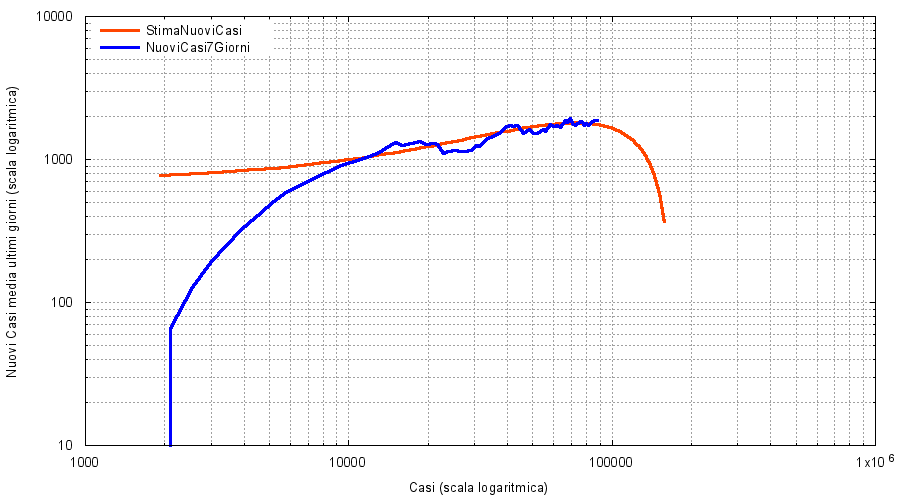 10000
StimaNuoviCasi
NuoviCasi7Giorni
1000
100
10
Nuovi Casi media ultimi giorni (scala logaritmica)
1000 10000 100000 1x10 6
Casi (scala logaritmica)